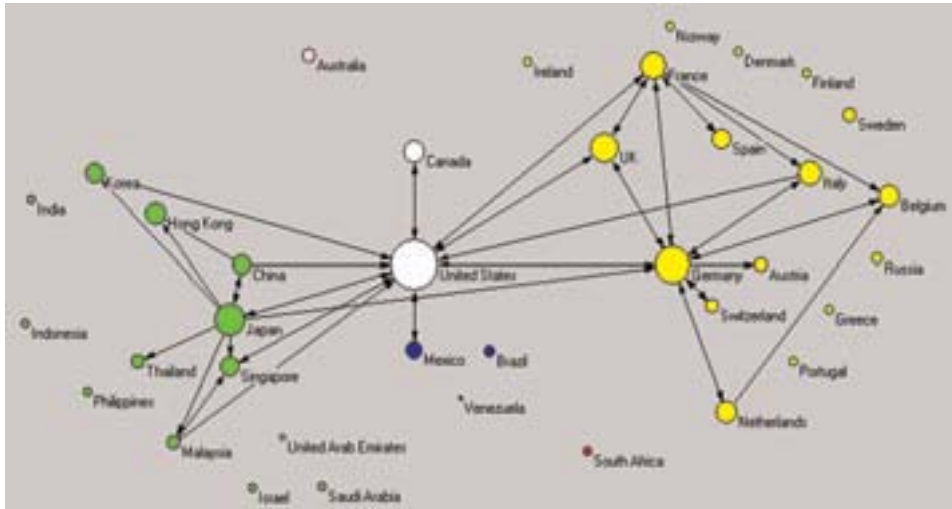 Norway
Australia
Ireland
France
Denmark
Finland
Sweden
Canada
UK
Spain
Korea
Italy
India
Hong Kong
Belgium
China
United States
Germany
Austria
Russia
Indonesia
Japan
Switzerland
Greece
Thailand
Singapore
Mexico
Brazil
Portugal
Philippines
Venezuela
Netherlands
Malaysia
United Arab Emirates
South Africa
Israel
Saudi Arabia